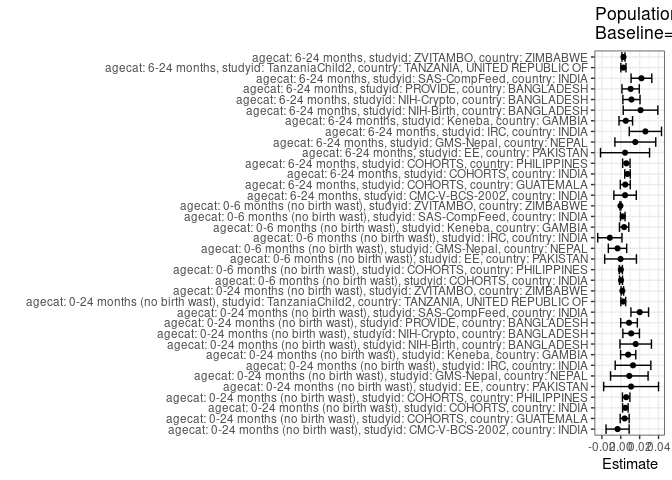 Population
Baseline=
agecat: 6-24 months, studyid: ZVITAMBO, country: ZIMBABWE
agecat: 6-24 months, studyid: TanzaniaChild2, country: TANZANIA, UNITED REPUBLIC OF
agecat: 6-24 months, studyid: SAS-CompFeed, country: INDIA
agecat: 6-24 months, studyid: PROVIDE, country: BANGLADESH
agecat: 6-24 months, studyid: NIH-Crypto, country: BANGLADESH
agecat: 6-24 months, studyid: NIH-Birth, country: BANGLADESH
agecat: 6-24 months, studyid: Keneba, country: GAMBIA
agecat: 6-24 months, studyid: IRC, country: INDIA
agecat: 6-24 months, studyid: GMS-Nepal, country: NEPAL
agecat: 6-24 months, studyid: EE, country: PAKISTAN
agecat: 6-24 months, studyid: COHORTS, country: PHILIPPINES
agecat: 6-24 months, studyid: COHORTS, country: INDIA
agecat: 6-24 months, studyid: COHORTS, country: GUATEMALA
agecat: 6-24 months, studyid: CMC-V-BCS-2002, country: INDIA
agecat: 0-6 months (no birth wast), studyid: ZVITAMBO, country: ZIMBABWE
agecat: 0-6 months (no birth wast), studyid: SAS-CompFeed, country: INDIA
agecat: 0-6 months (no birth wast), studyid: Keneba, country: GAMBIA
agecat: 0-6 months (no birth wast), studyid: IRC, country: INDIA
agecat: 0-6 months (no birth wast), studyid: GMS-Nepal, country: NEPAL
agecat: 0-6 months (no birth wast), studyid: EE, country: PAKISTAN
agecat: 0-6 months (no birth wast), studyid: COHORTS, country: PHILIPPINES
agecat: 0-6 months (no birth wast), studyid: COHORTS, country: INDIA
agecat: 0-24 months (no birth wast), studyid: ZVITAMBO, country: ZIMBABWE
agecat: 0-24 months (no birth wast), studyid: TanzaniaChild2, country: TANZANIA, UNITED REPUBLIC OF
agecat: 0-24 months (no birth wast), studyid: SAS-CompFeed, country: INDIA
agecat: 0-24 months (no birth wast), studyid: PROVIDE, country: BANGLADESH
agecat: 0-24 months (no birth wast), studyid: NIH-Crypto, country: BANGLADESH
agecat: 0-24 months (no birth wast), studyid: NIH-Birth, country: BANGLADESH
agecat: 0-24 months (no birth wast), studyid: Keneba, country: GAMBIA
agecat: 0-24 months (no birth wast), studyid: IRC, country: INDIA
agecat: 0-24 months (no birth wast), studyid: GMS-Nepal, country: NEPAL
agecat: 0-24 months (no birth wast), studyid: EE, country: PAKISTAN
agecat: 0-24 months (no birth wast), studyid: COHORTS, country: PHILIPPINES
agecat: 0-24 months (no birth wast), studyid: COHORTS, country: INDIA
agecat: 0-24 months (no birth wast), studyid: COHORTS, country: GUATEMALA
agecat: 0-24 months (no birth wast), studyid: CMC-V-BCS-2002, country: INDIA
-0.02 0.00 0.02 0.04
Estimate